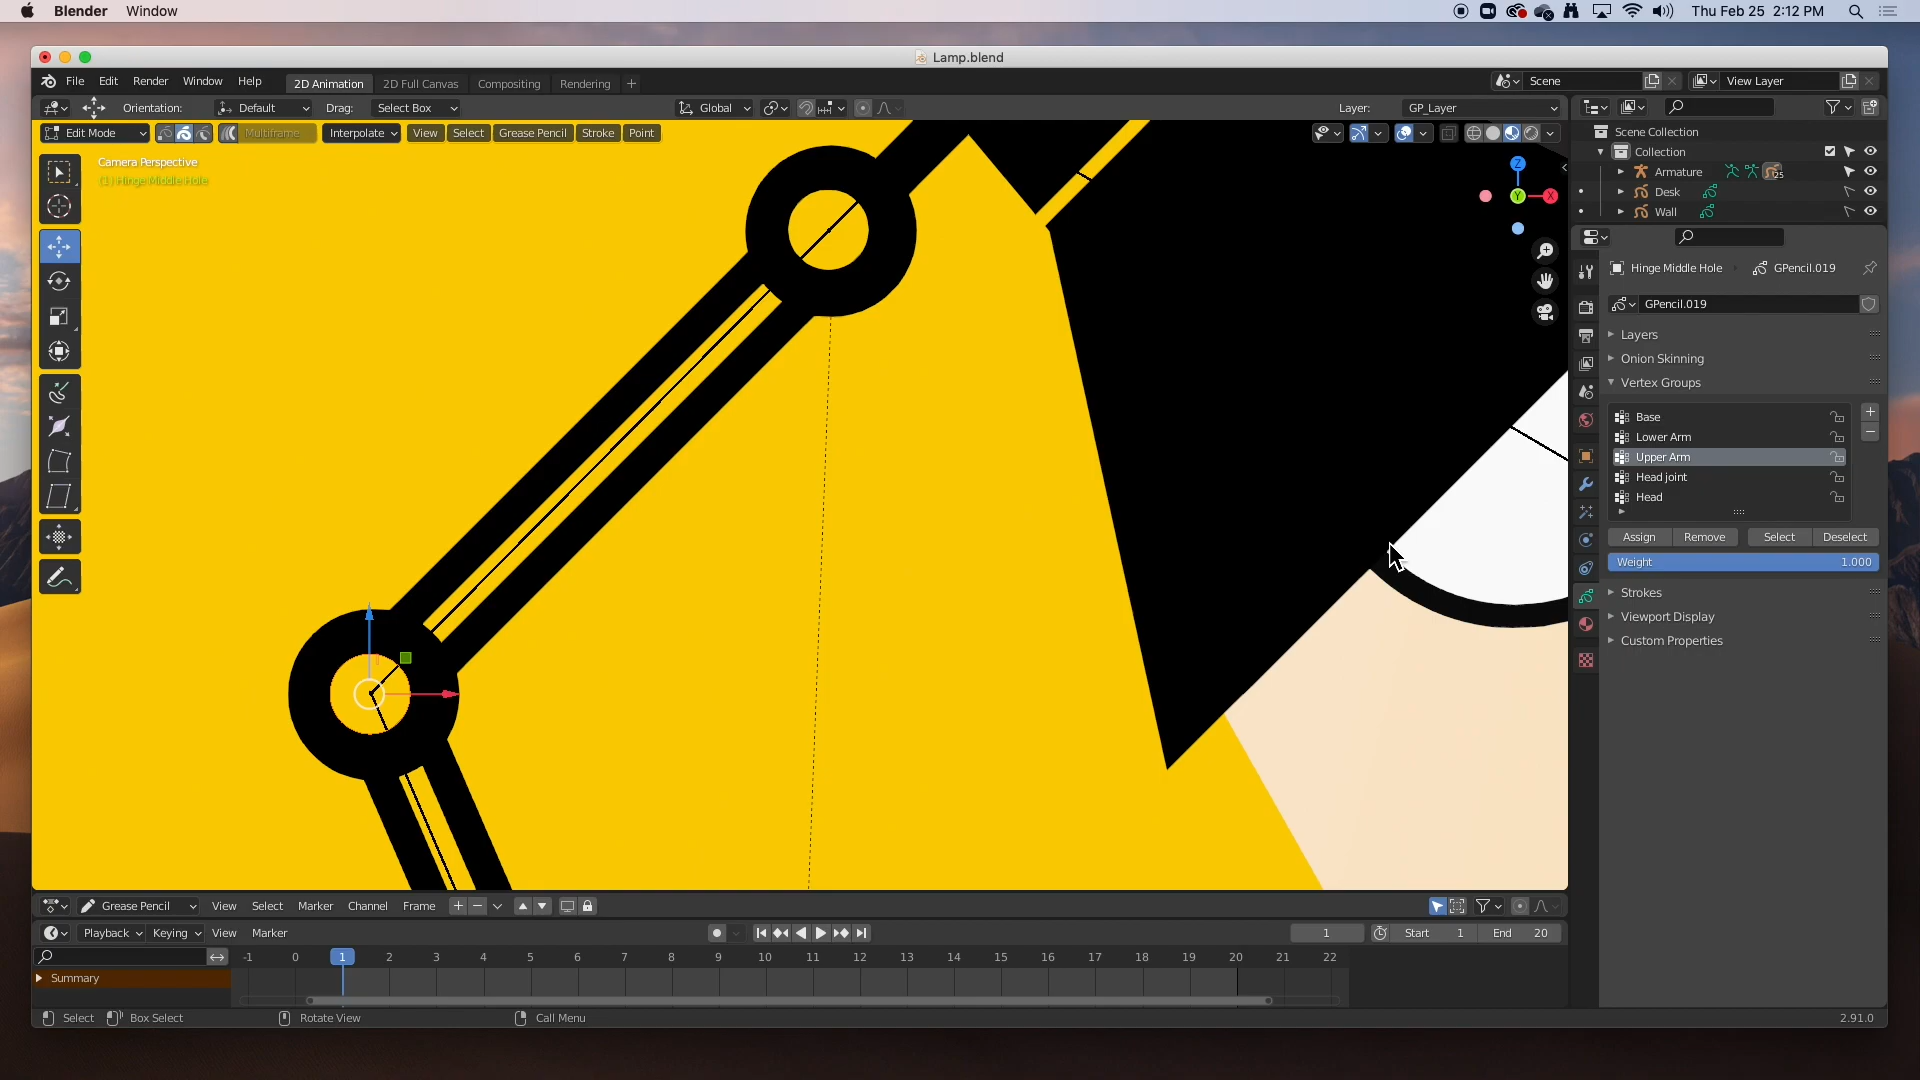 Blender Window Thu Feb 25 2:12 PM
Lamp.blend
File Edit Render Window Help 2D Animation 2D Full Canvas Compositing Rendering + Scene View Layer
Orientation: Default Drag: Select Box Global Layer: GP_Layer
Edit Mode Multiframe Interpolate View Select Grease Pencil Stroke Point
Scene Collection
Camera Perspective
(1) Hinge Middle Hole
Collection
Armature 25
Desk
Wall
Z
Y
X
Hinge Middle Hole GPencil.019
GPencil.019
Layers
Onion Skinning
Vertex Groups
Base
Lower Arm
Upper Arm
Head joint
Head
Assign Remove Select Deselect
Weight 1.000
Strokes
Viewport Display
Custom Properties
Grease Pencil View Select Marker Channel Frame
Playback Keying View Marker 1 Start 1 End 20
-1 0 1 2 3 4 5 6 7 8 9 10 11 12 13 14 15 16 17 18 19 20 21 22
Summary
Select Box Select Rotate View Call Menu 2.91.0